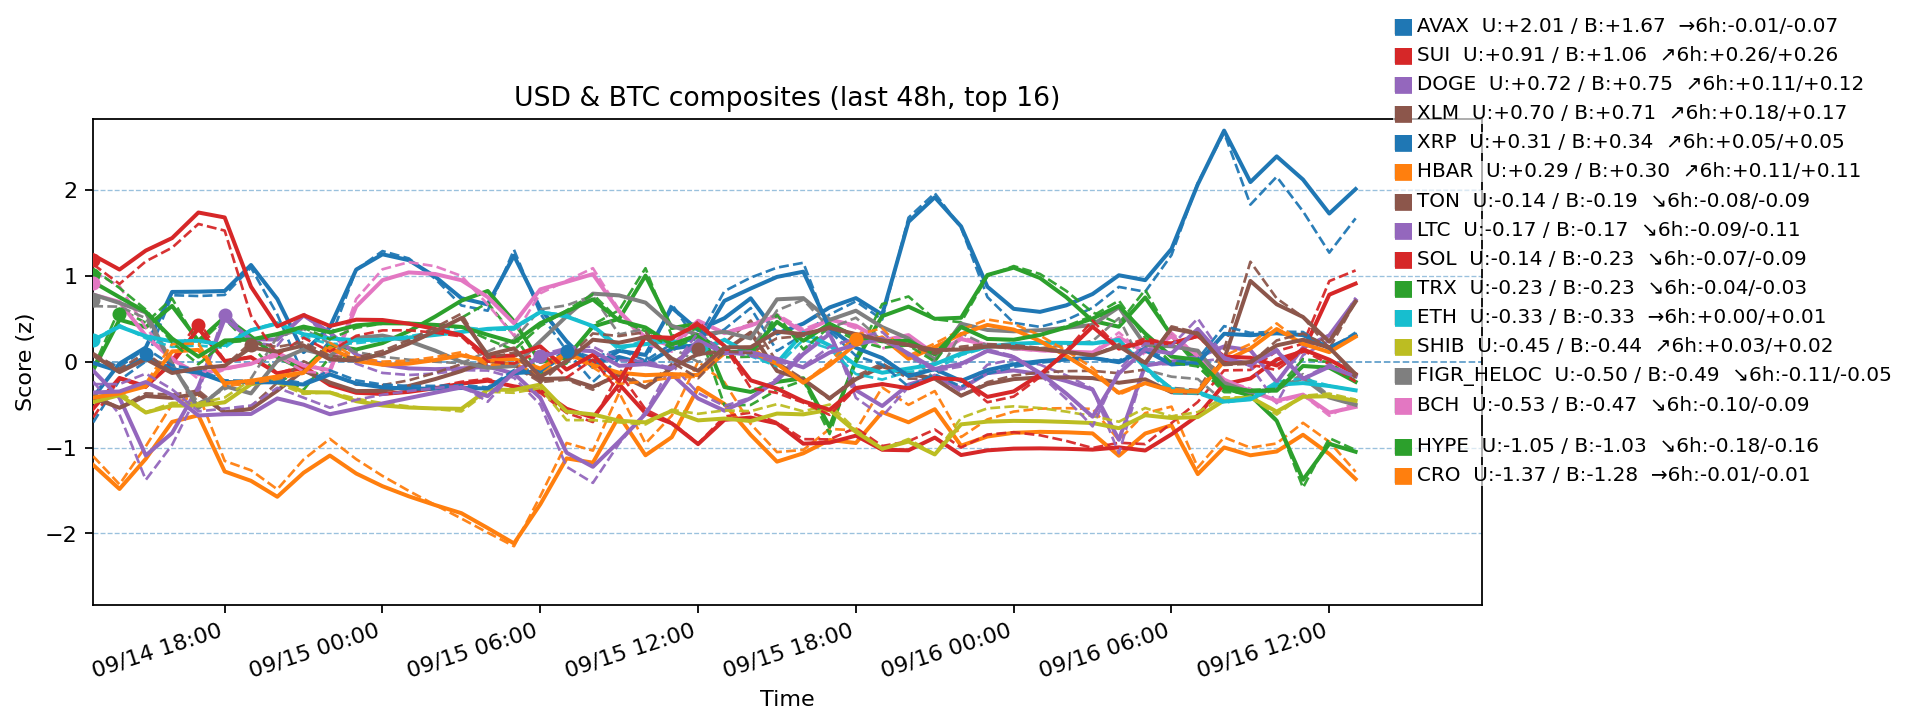 AVAX  U:+2.01 / B:+1.67  →6h:-0.01/-0.07
SUI  U:+0.91 / B:+1.06  ↗6h:+0.26/+0.26
DOGE  U:+0.72 / B:+0.75  ↗6h:+0.11/+0.12
XLM  U:+0.70 / B:+0.71  ↗6h:+0.18/+0.17
XRP  U:+0.31 / B:+0.34  ↗6h:+0.05/+0.05
HBAR  U:+0.29 / B:+0.30  ↗6h:+0.11/+0.11
TON  U:-0.14 / B:-0.19  ↘6h:-0.08/-0.09
LTC  U:-0.17 / B:-0.17  ↘6h:-0.09/-0.11
SOL  U:-0.14 / B:-0.23  ↘6h:-0.07/-0.09
TRX  U:-0.23 / B:-0.23  ↘6h:-0.04/-0.03
ETH  U:-0.33 / B:-0.33  →6h:+0.00/+0.01
SHIB  U:-0.45 / B:-0.44  ↗6h:+0.03/+0.02
FIGR_HELOC  U:-0.50 / B:-0.49  ↘6h:-0.11/-0.05
BCH  U:-0.53 / B:-0.47  ↘6h:-0.10/-0.09
HYPE  U:-1.05 / B:-1.03  ↘6h:-0.18/-0.16
CRO  U:-1.37 / B:-1.28  →6h:-0.01/-0.01
USD & BTC composites (last 48h, top 16)
Score (z)
2
1
0
−1
−2
09/14 18:00
09/15 00:00
09/15 06:00
09/15 12:00
09/15 18:00
09/16 00:00
09/16 06:00
09/16 12:00
Time